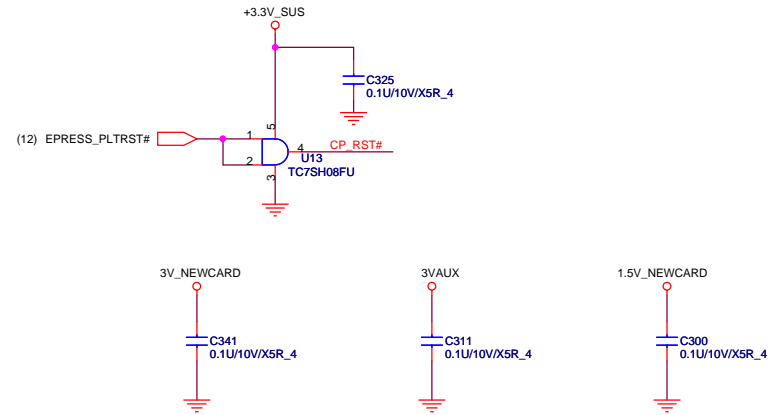 +3.3V_SUS
C325
0.1U/10V/X5R_4
5
(12) EPRESS_PLTRST#
1
4
CP_RST#
2
U13
TC7SH08FU
3
3V_NEWCARD
3VAUX
1.5V_NEWCARD
C341
0.1U/10V/X5R_4
C311
0.1U/10V/X5R_4
C300
0.1U/10V/X5R_4